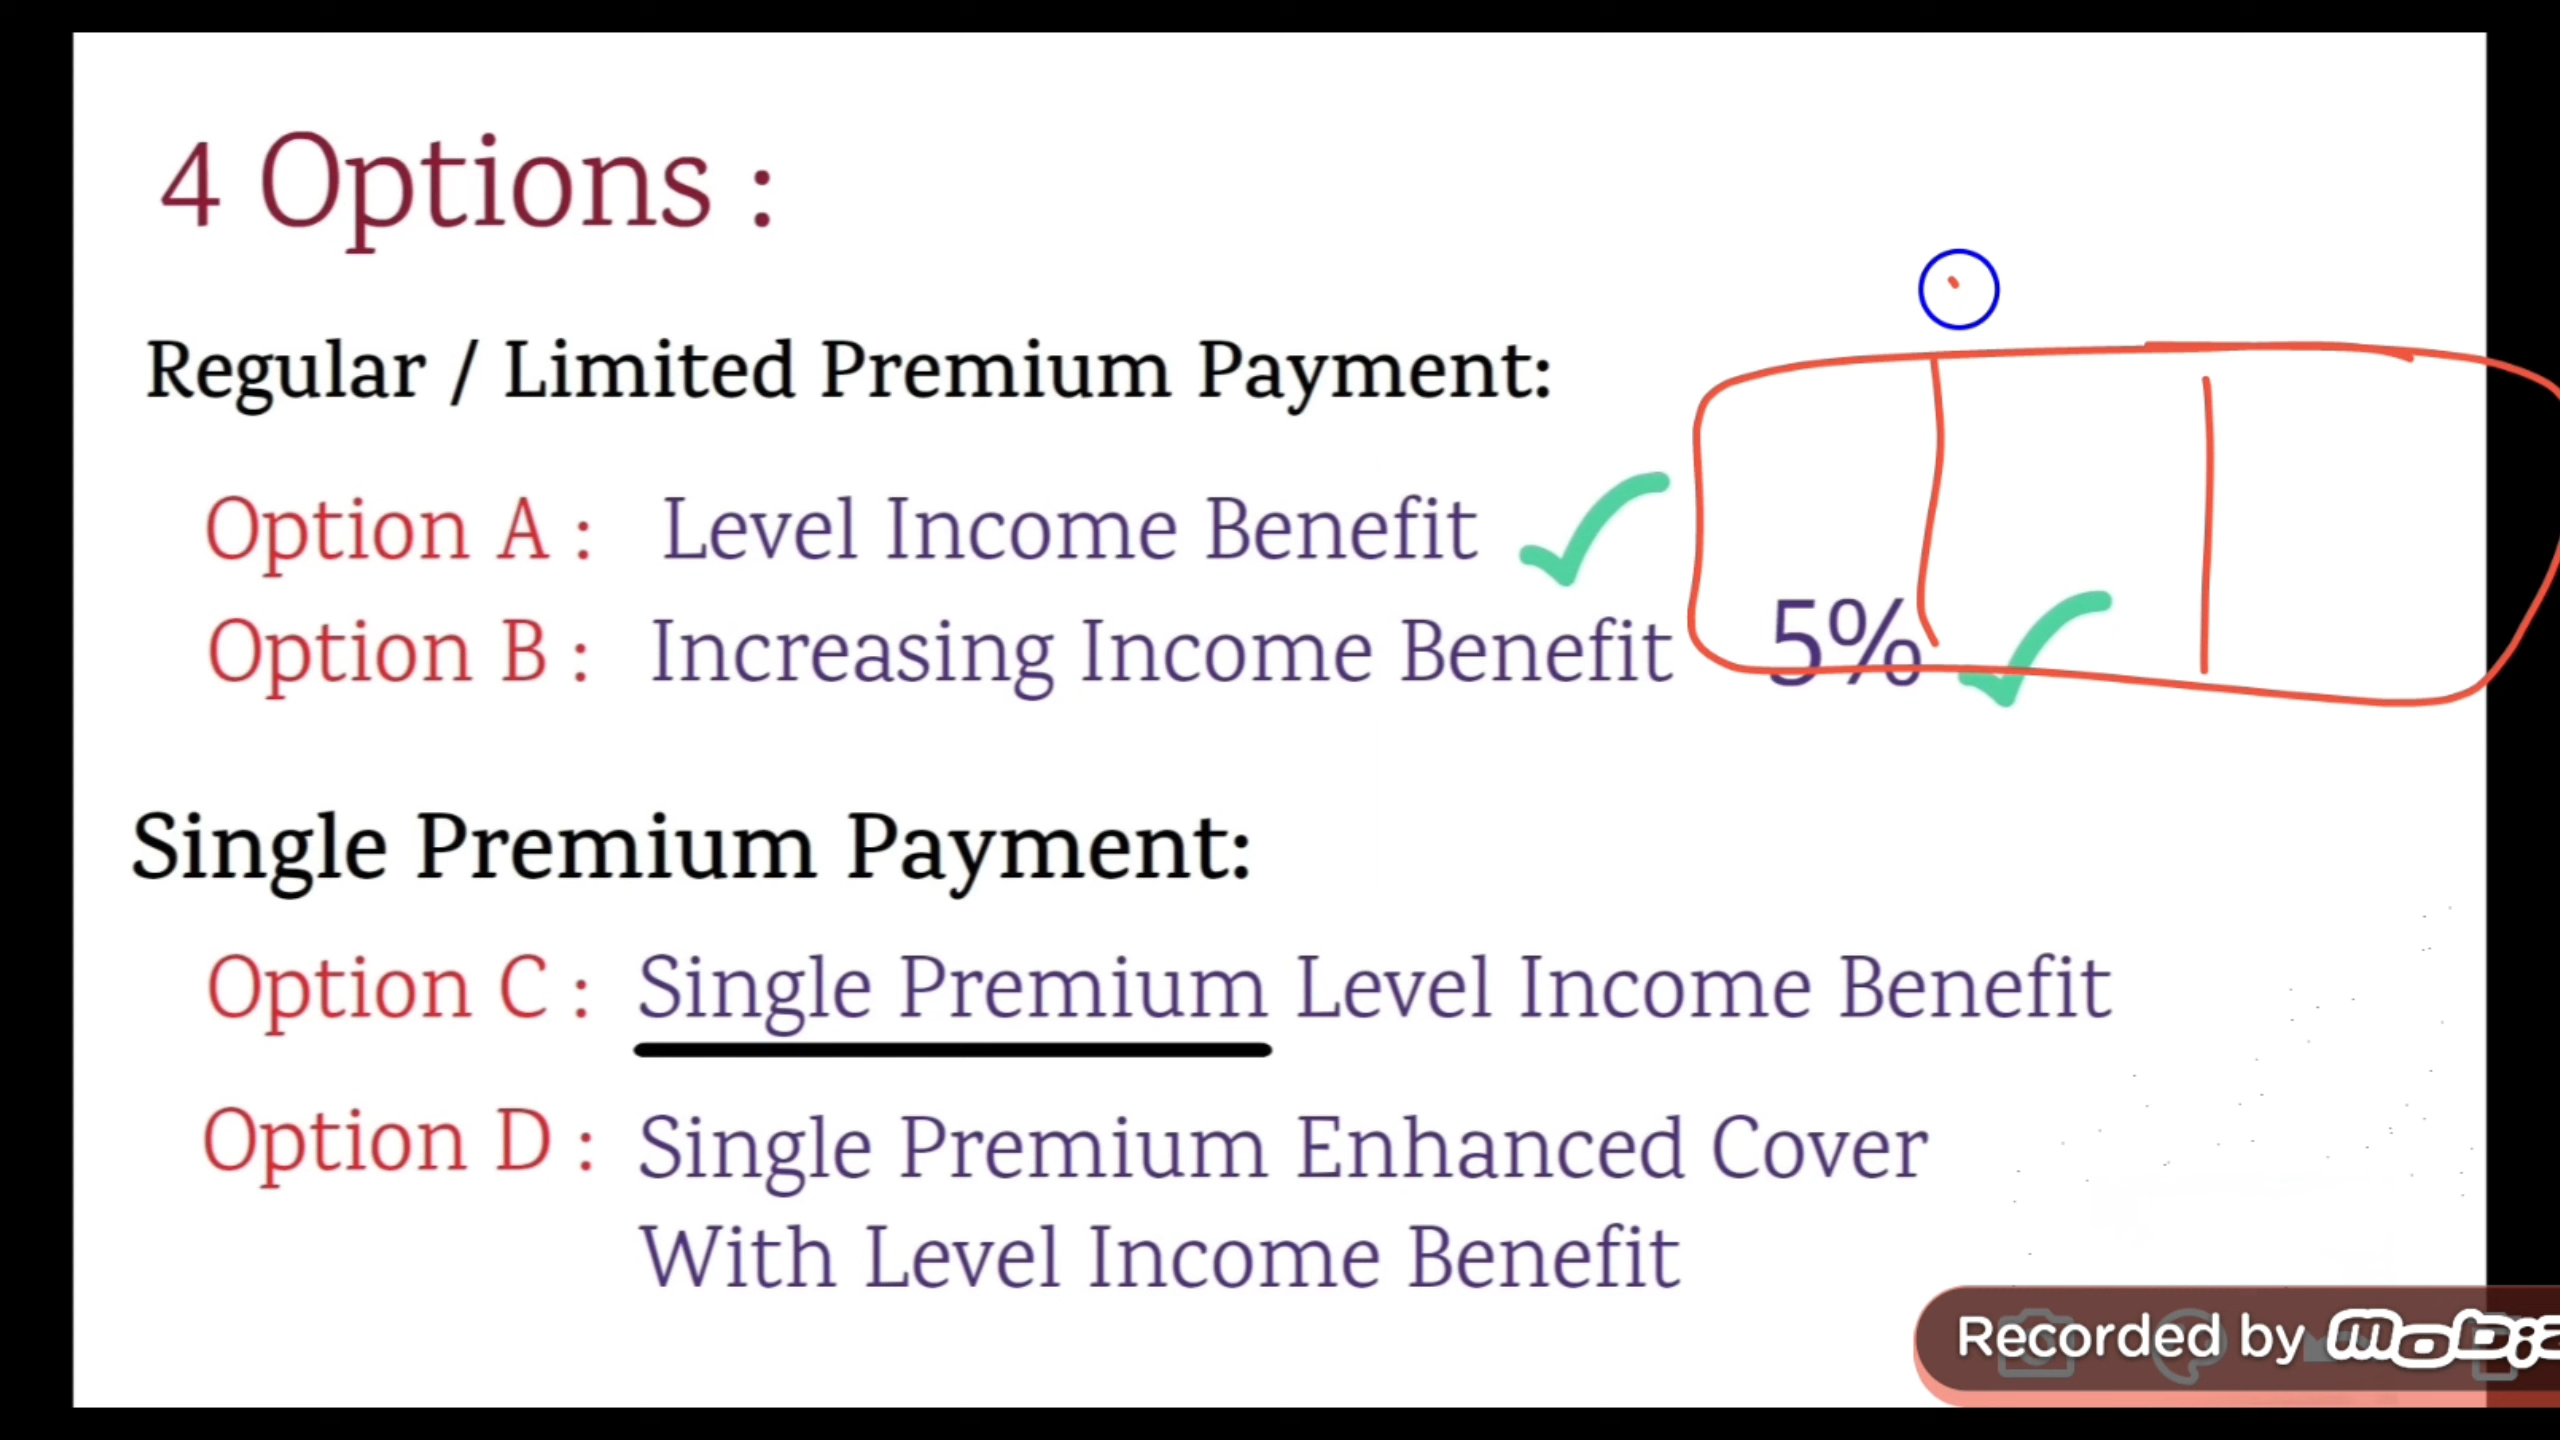 4 Options :
Regular / Limited Premium Payment:
Option A : Level Income Benefit
Option B : Increasing Income Benefit 5%
Single Premium Payment:
Option C : Single Premium Level Income Benefit
Option D : Single Premium Enhanced Cover
With Level Income Benefit
Recorded by